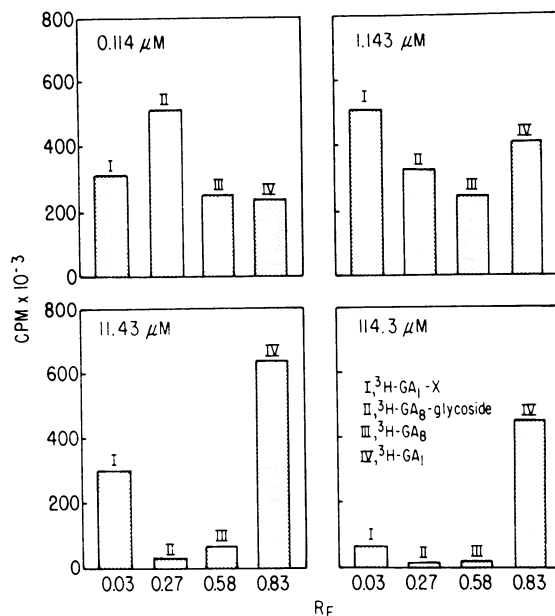 800
600
400
200
0
0.114 μM
I
II
III
IV
1.143 μM
I
II
III
IV
CPM x 10⁻³
800
600
400
200
0
11.43 μM
I
II
III
IV
0.03 0.27 0.58 0.83
114.3 μM
I,³H-GA₁-X
II,³H-GA₈-glycoside
III,³H-GA₈
IV,³H-GA₁
I
II
III
IV
0.03 0.27 0.58 0.83
R_F